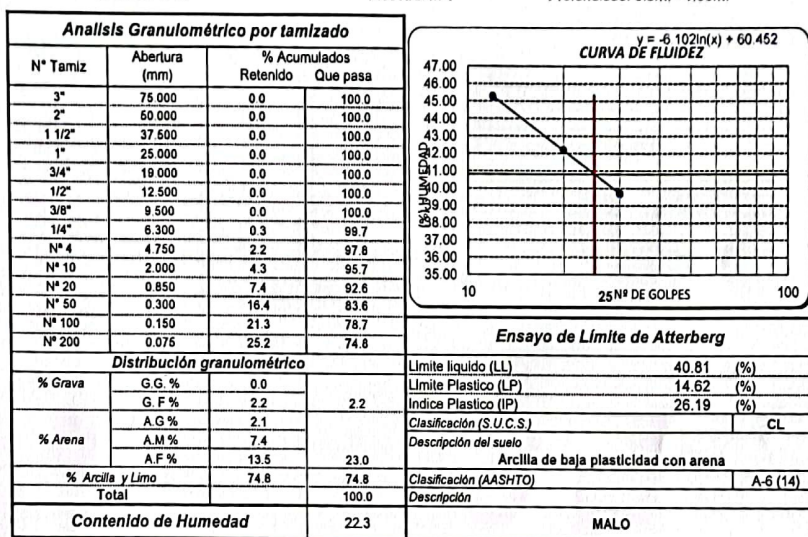 Analisis Granulométrico por tamizado
N° Tamiz Abertura (mm) % Acumulados
Retenido Que pasa
3" 75.000 0.0 100.0
2" 50.000 0.0 100.0
1 1/2" 37.500 0.0 100.0
1" 25.000 0.0 100.0
3/4" 19.000 0.0 100.0
1/2" 12.500 0.0 100.0
3/8" 9.500 0.0 100.0
1/4" 6.300 0.3 99.7
N° 4 4.750 2.2 97.8
Nª 10 2.000 4.3 95.7
Nª 20 0.850 7.4 92.6
N° 50 0.300 16.4 83.6
Nª 100 0.150 21.3 78.7
Nª 200 0.075 25.2 74.8
Distribución granulométrico
% Grava G.G. % 0.0
G. F % 2.2 2.2
% Arena A.G % 2.1
A.M % 7.4
A.F % 13.5 23.0
% Arcilla y Limo 74.8 74.8
Total 100.0
Contenido de Humedad 22.3
y = -6 102ln(x) + 60.452
CURVA DE FLUIDEZ
47.00
46.00
45.00
44.00
43.00
42.00
41.00
40.00
39.00
38.00
37.00
36.00
35.00
(%) HUMEDAD
10 25 Nº DE GOLPES 100
Ensayo de Límite de Atterberg
Limite liquido (LL) 40.81 (%)
Limite Plastico (LP) 14.62 (%)
Indice Plastico (IP) 26.19 (%)
Clasificación (S.U.C.S.) CL
Descripción del suelo
Arcilla de baja plasticidad con arena
Clasificación (AASHTO) A-6 (14)
Descripción
MALO